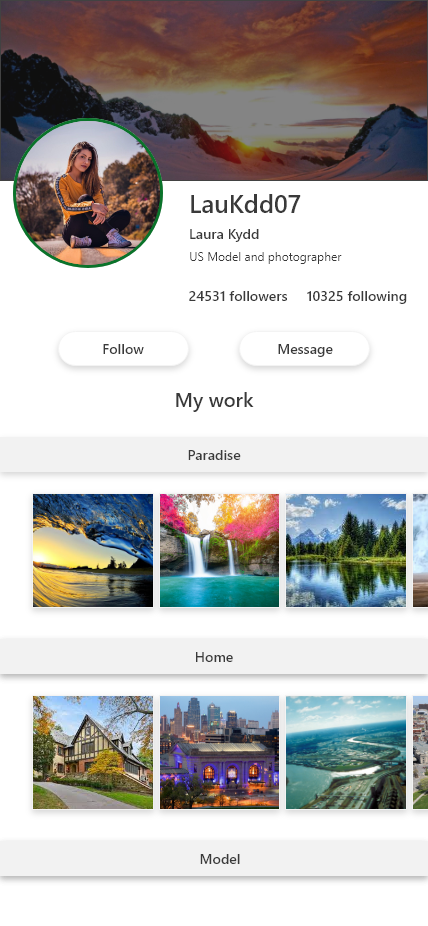 LauKdd07
Laura Kydd
US Model and photographer
24531 followers 10325 following
Follow Message
My work
Paradise
Home
Model